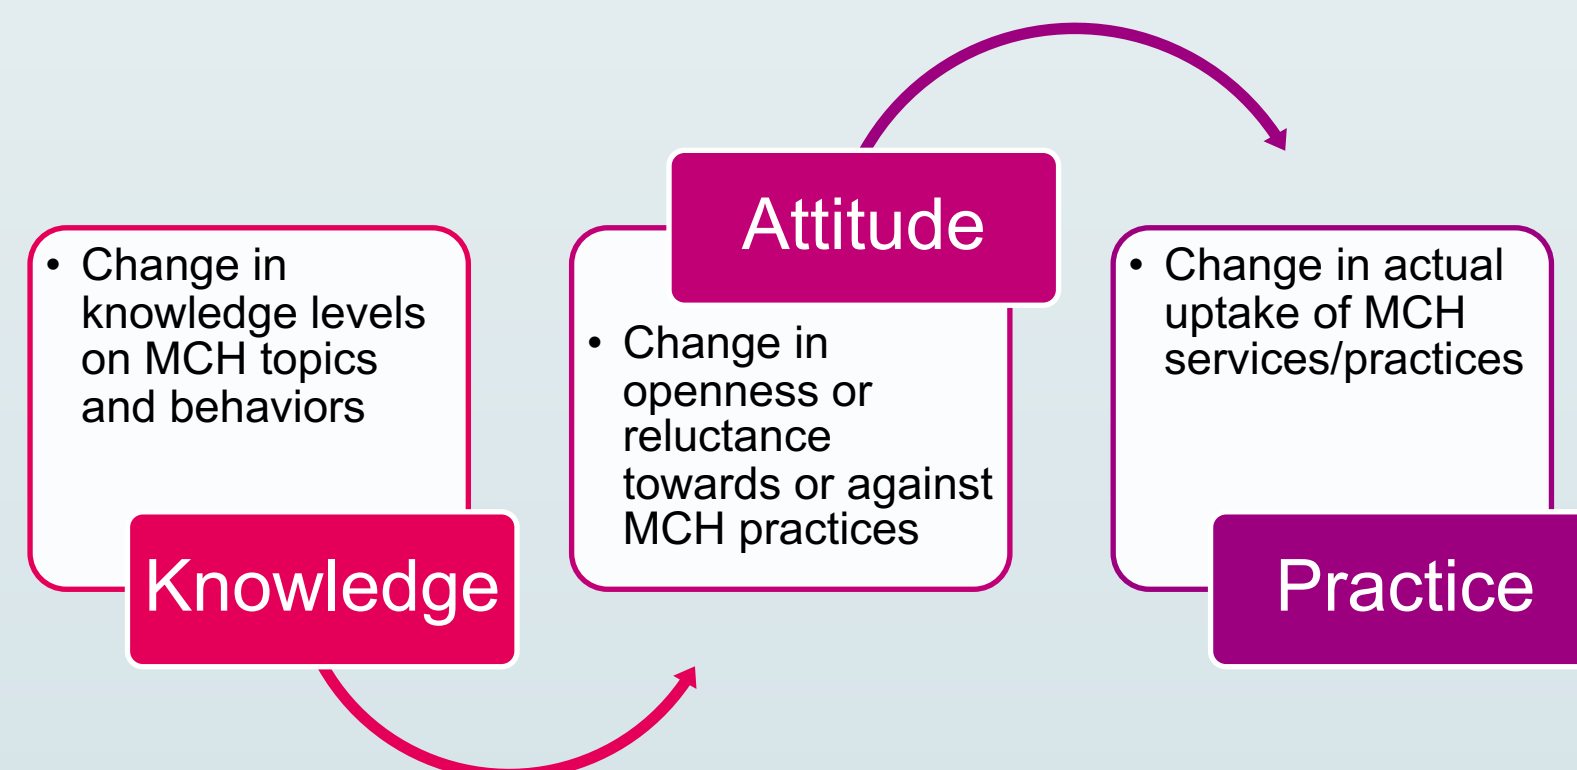 • Change in
knowledge levels
on MCH topics
and behaviors
Knowledge
Attitude
• Change in
openness or
reluctance
towards or against
MCH practices
• Change in actual
uptake of MCH
services/practices
Practice